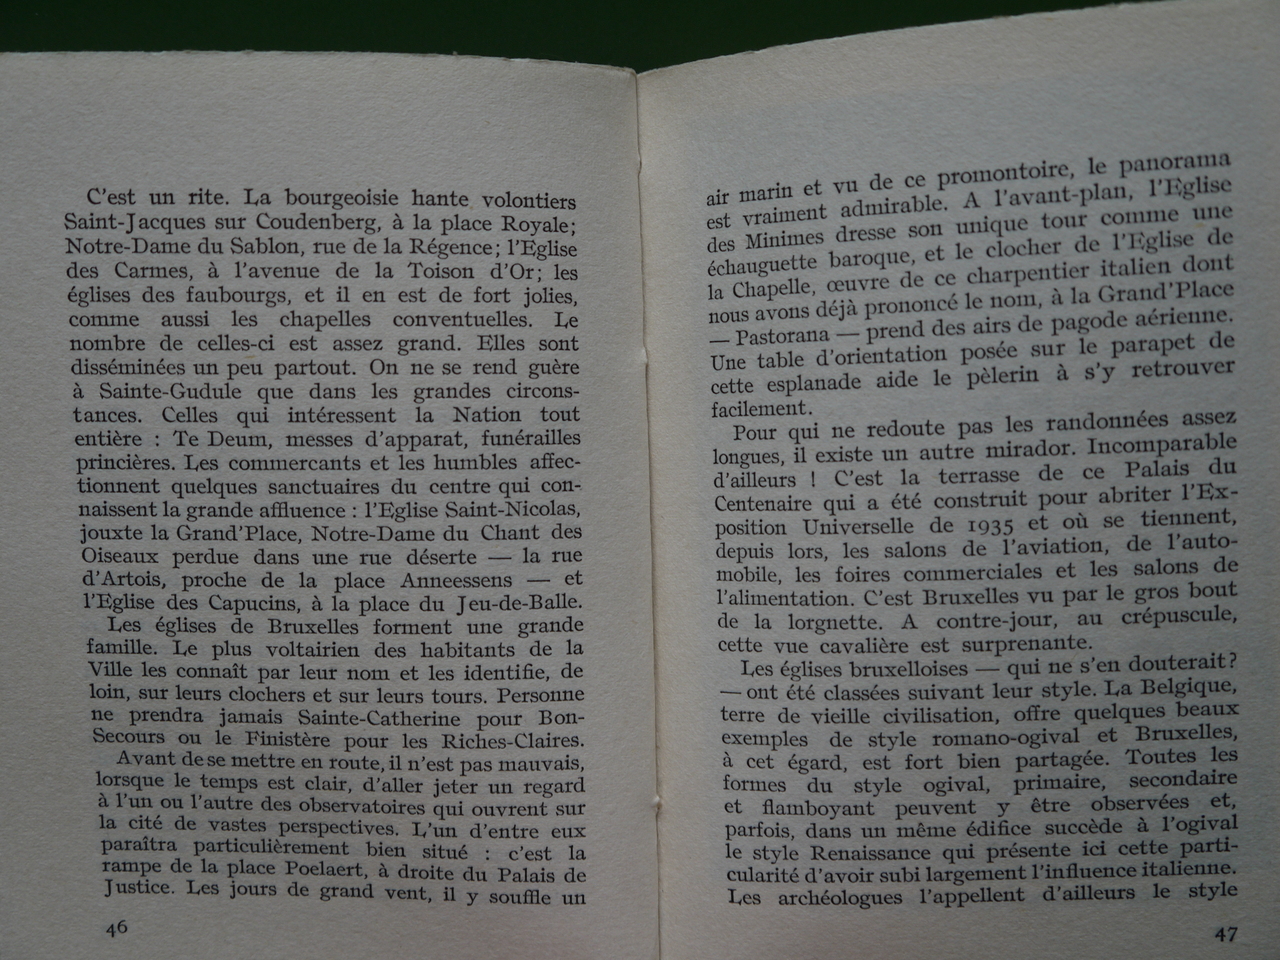 C'est un rite. La bourgeoisie hante volontiers
Saint-Jacques sur Coudenberg, à la place Royale;
Notre-Dame du Sablon, rue de la Régence; l'Eglise
des Carmes, à l'avenue de la Toison d'Or; les
églises des faubourgs, et il en est de fort jolies,
comme aussi les chapelles conventuelles. Le
nombre de celles-ci est assez grand. Elles sont
disséminées un peu partout. On ne se rend guère
à Sainte-Gudule que dans les grandes circons-
tances. Celles qui intéressent la Nation tout
entière : Te Deum, messes d'apparat, funérailles
princières. Les commercants et les humbles affec-
tionnent quelques sanctuaires du centre qui con-
naissent la grande affluence : l'Eglise Saint-Nicolas,
jouxte la Grand'Place, Notre-Dame du Chant des
Oiseaux perdue dans une rue déserte — la rue
d'Artois, proche de la place Anneessens — et
l'Eglise des Capucins, à la place du Jeu-de-Balle.
Les églises de Bruxelles forment une grande
famille. Le plus voltairien des habitants de la
Ville les connaît par leur nom et les identifie, de
loin, sur leurs clochers et sur leurs tours. Personne
ne prendra jamais Sainte-Catherine pour Bon-
Secours ou le Finistère pour les Riches-Claires.
Avant de se mettre en route, il n'est pas mauvais,
lorsque le temps est clair, d'aller jeter un regard
à l'un ou l'autre des observatoires qui ouvrent sur
la cité de vastes perspectives. L'un d'entre eux
paraîtra particulièrement bien situé : c'est la
rampe de la place Poelaert, à droite du Palais de
Justice. Les jours de grand vent, il y souffle un
46
air marin et vu de ce promontoire, le panorama
est vraiment admirable. A l'avant-plan, l'Eglise
des Minimes dresse son unique tour comme une
échauguette baroque, et le clocher de l'Eglise de
la Chapelle, œuvre de ce charpentier italien dont
nous avons déjà prononcé le nom, à la Grand'Place
— Pastorana — prend des airs de pagode aérienne.
Une table d'orientation posée sur le parapet de
cette esplanade aide le pèlerin à s'y retrouver
facilement.
Pour qui ne redoute pas les randonnées assez
longues, il existe un autre mirador. Incomparable
d'ailleurs ! C'est la terrasse de ce Palais du
Centenaire qui a été construit pour abriter l'Ex-
position Universelle de 1935 et où se tiennent,
depuis lors, les salons de l'aviation, de l'auto-
mobile, les foires commerciales et les salons de
l'alimentation. C'est Bruxelles vu par le gros bout
de la lorgnette. A contre-jour, au crépuscule,
cette vue cavalière est surprenante.
Les églises bruxelloises — qui ne s'en douterait?
— ont été classées suivant leur style. La Belgique,
terre de vieille civilisation, offre quelques beaux
exemples de style romano-ogival et Bruxelles,
à cet égard, est fort bien partagée. Toutes les
formes du style ogival, primaire, secondaire
et flamboyant peuvent y être observées et,
parfois, dans un même édifice succède à l'ogival
le style Renaissance qui présente ici cette parti-
cularité d'avoir subi largement l'influence italienne.
Les archéologues l'appellent d'ailleurs le style
47